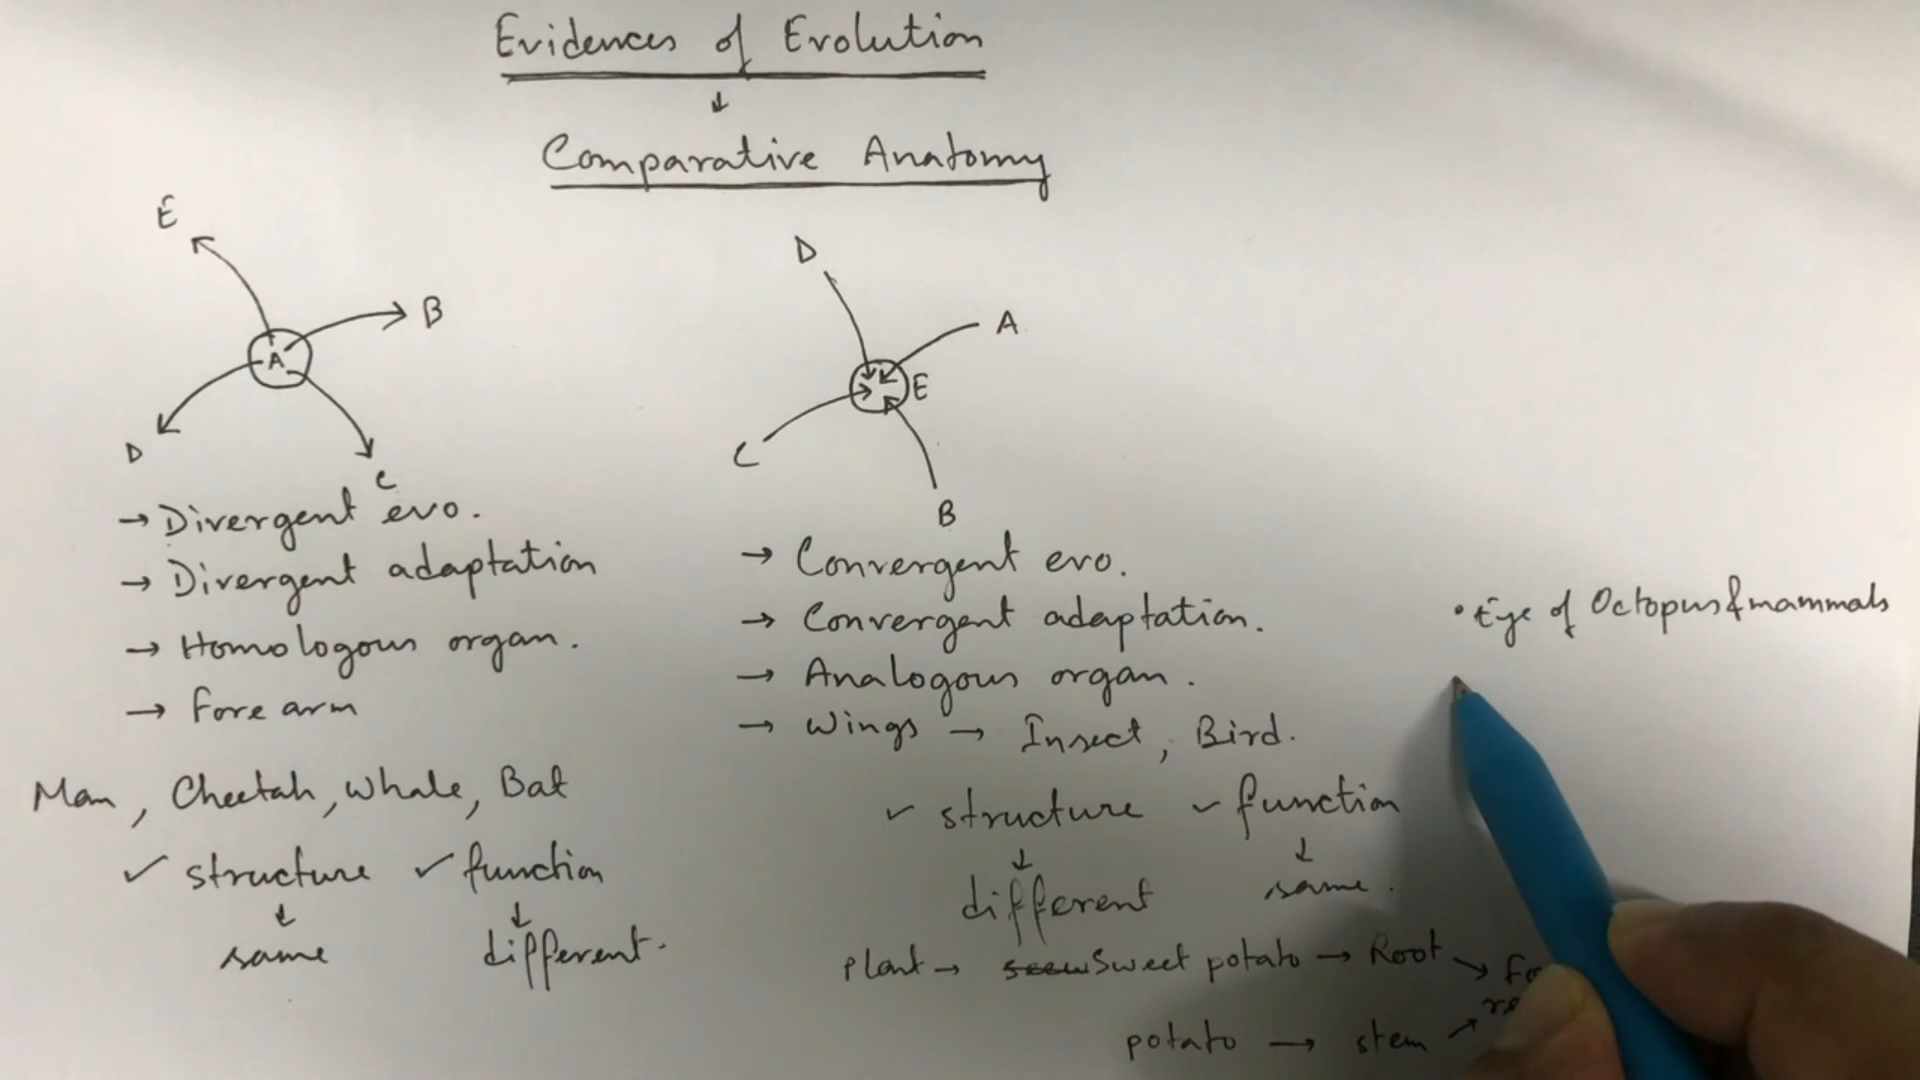 Evidences of Evolution
↓
Comparative Anatomy
E
B
A
D
C
→ Divergent evo.
→ Divergent adaptation
→ Homologous organ.
→ Fore arm
Man, Cheetah, Whale, Bat
✓ structure ✓ function
↓ ↓
same different.
D
A
E
C
B
→ Convergent evo.
→ Convergent adaptation.
→ Analogous organ.
→ Wings → Insect, Bird.
✓ structure ✓ function
↓ ↓
different same.
Plant → Sweet potato → Root
potato → stem
• Eye of Octopus & mammals